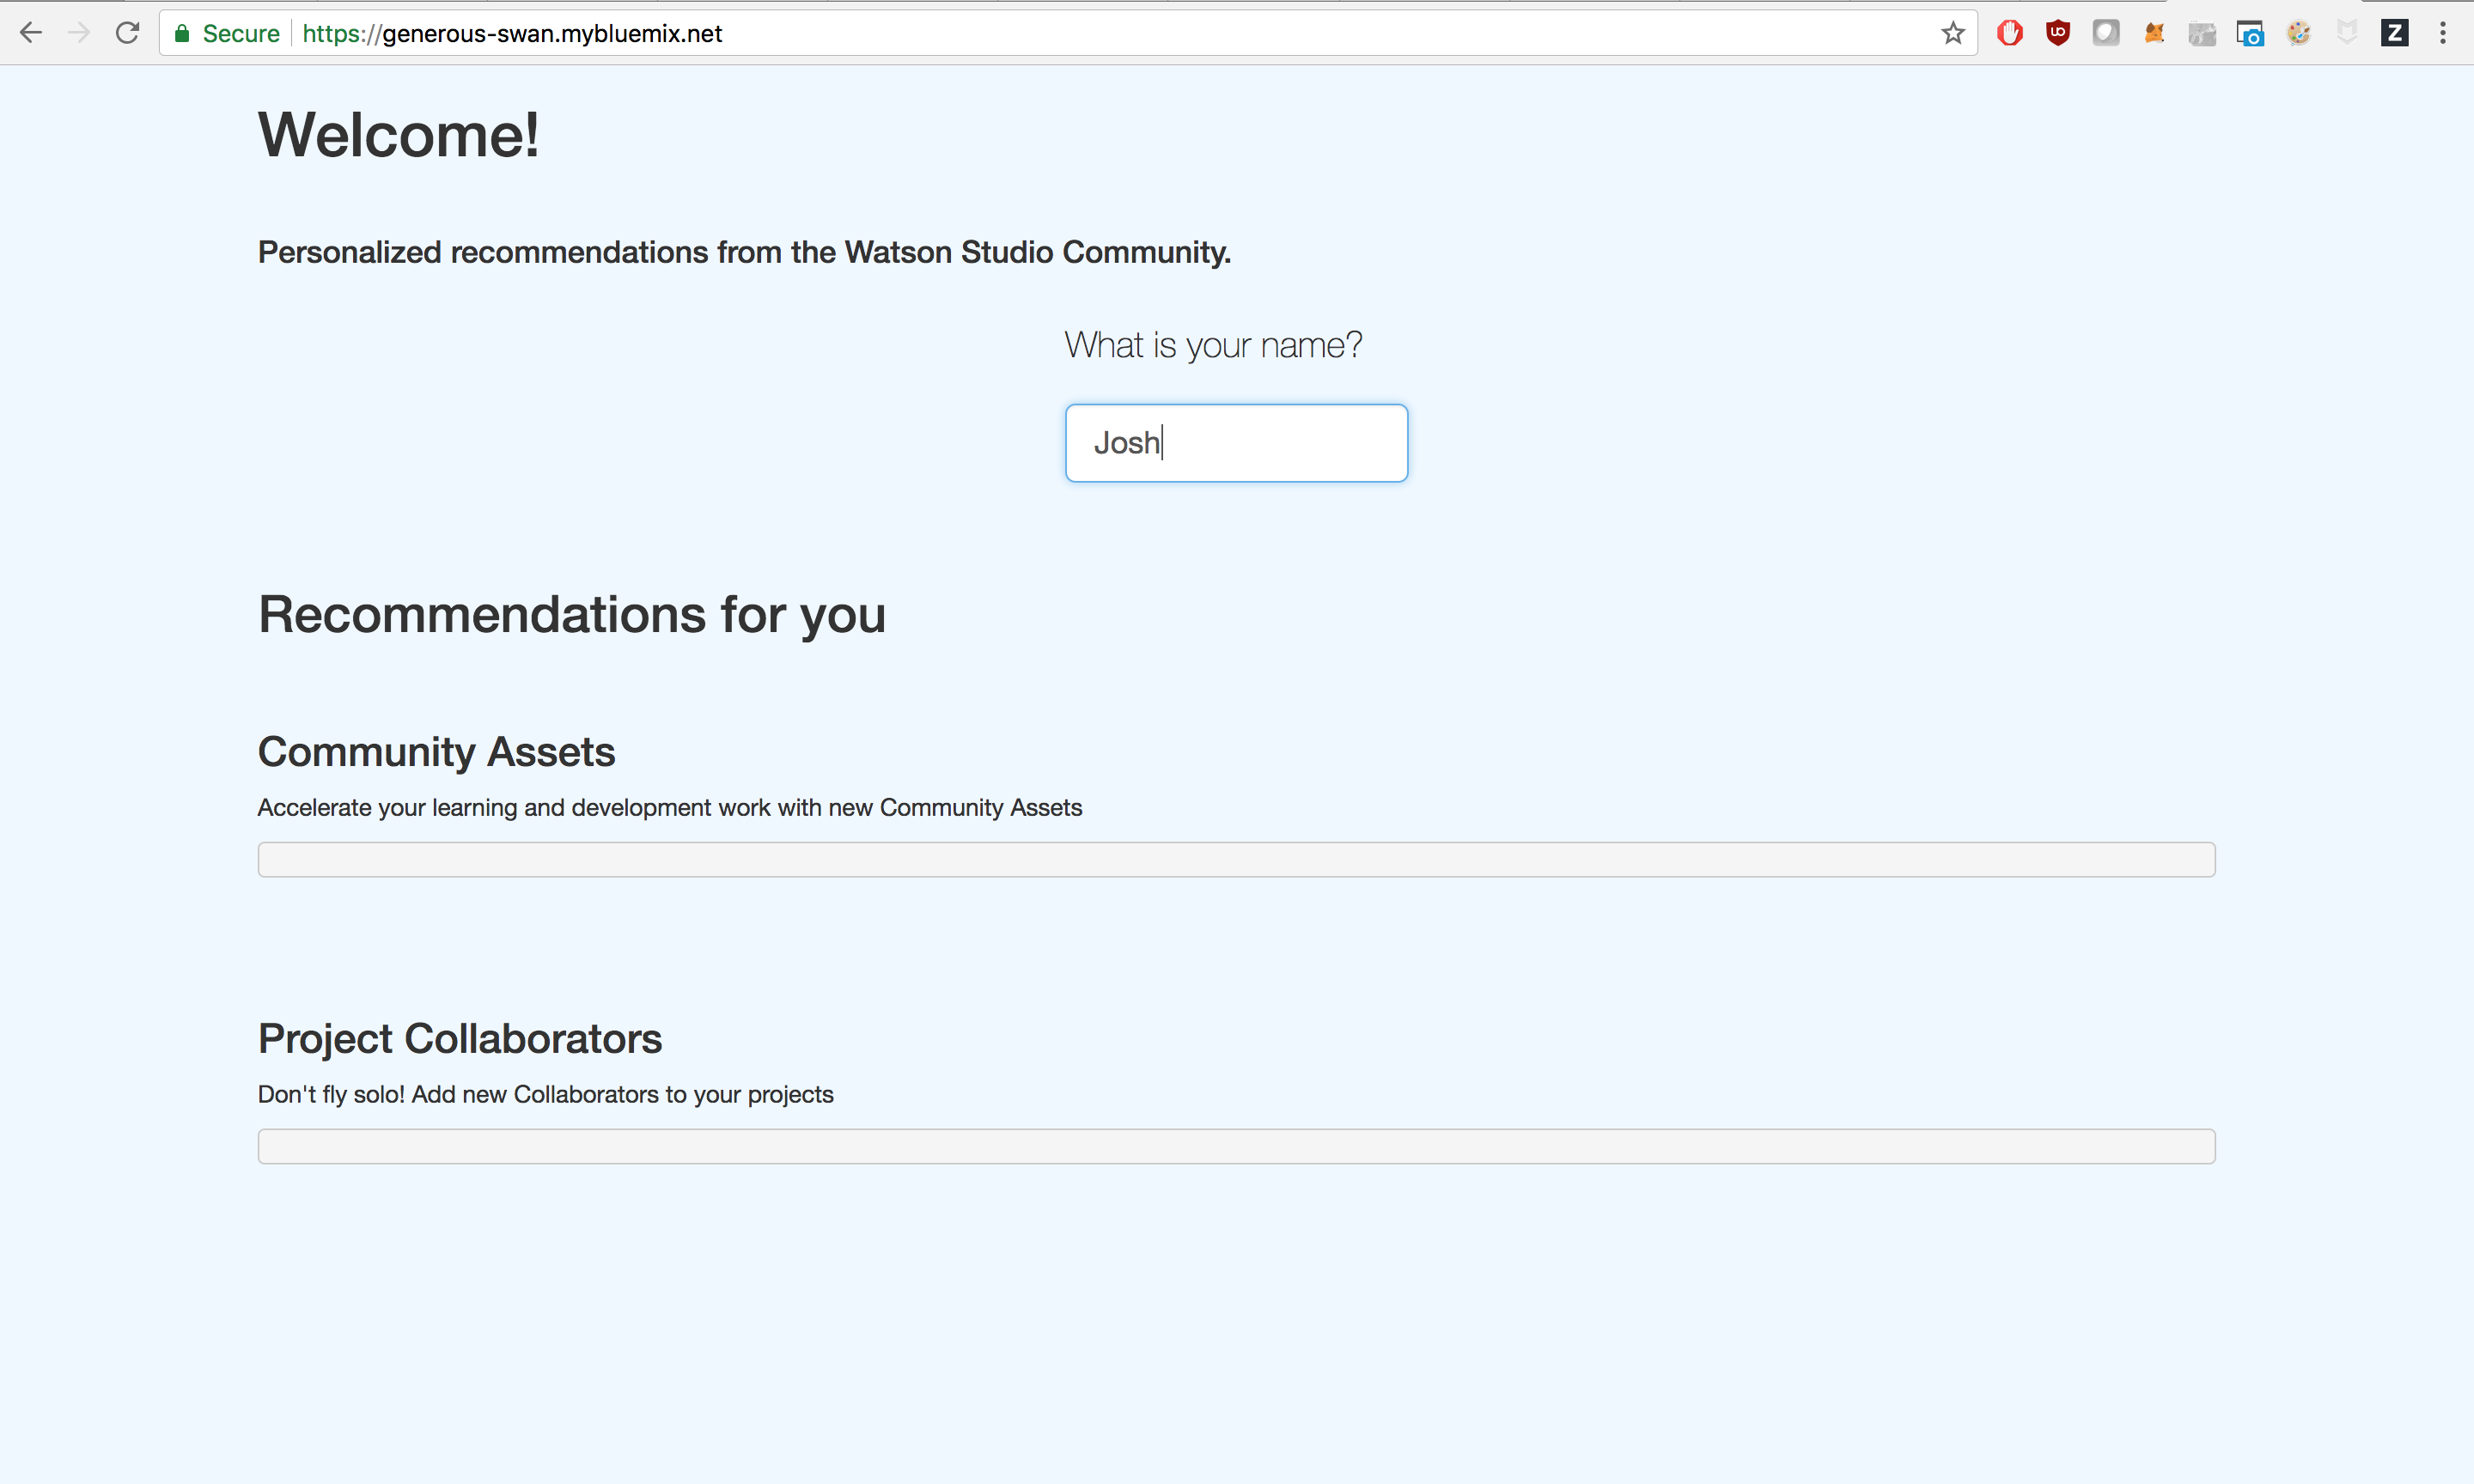 Secure https://generous-swan.mybluemix.net
UO
Z
Welcome!
Personalized recommendations from the Watson Studio Community.
What is your name?
Josh
Recommendations for you
Community Assets
Accelerate your learning and development work with new Community Assets
Project Collaborators
Don't fly solo! Add new Collaborators to your projects